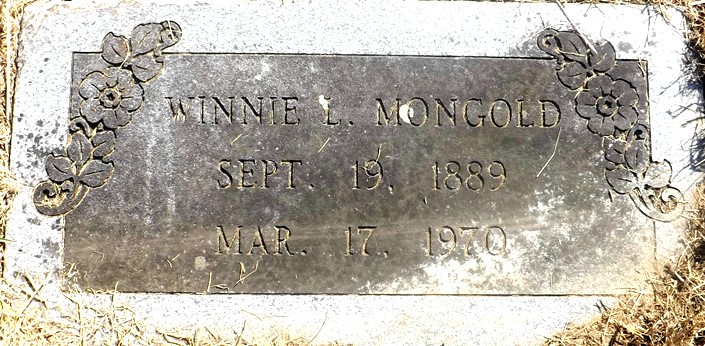 WINNIE L. MONGOLD
SEPT. 19, 1889
MAR. 17, 1970